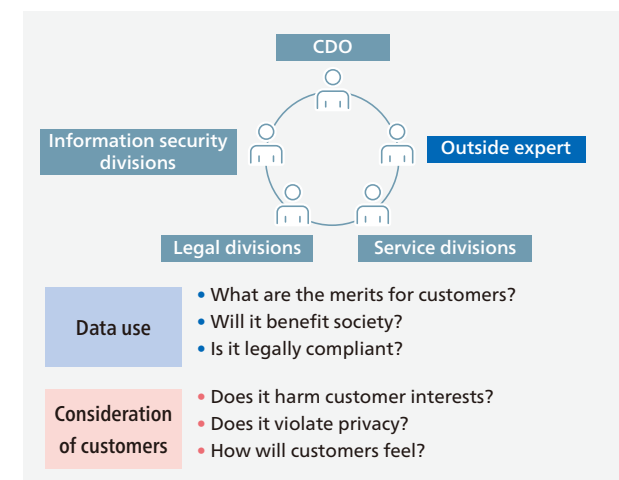 CDO
Information security
divisions
Outside expert
Legal divisions
Service divisions
Data use
• What are the merits for customers?
• Will it benefit society?
• Is it legally compliant?
Consideration
of customers
• Does it harm customer interests?
• Does it violate privacy?
• How will customers feel?